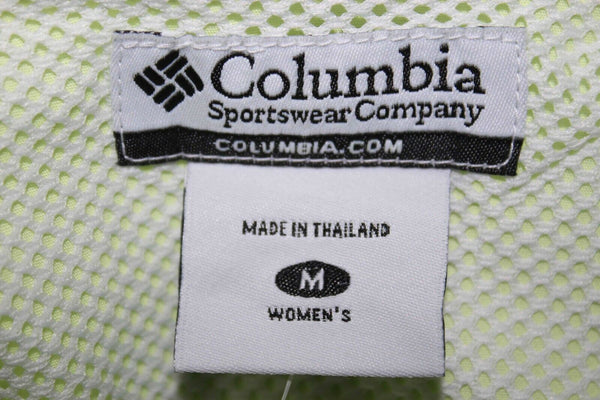 Columbia
Sportswear Company
COLUMBIA.COM
MADE IN THAILAND
M
WOMEN'S